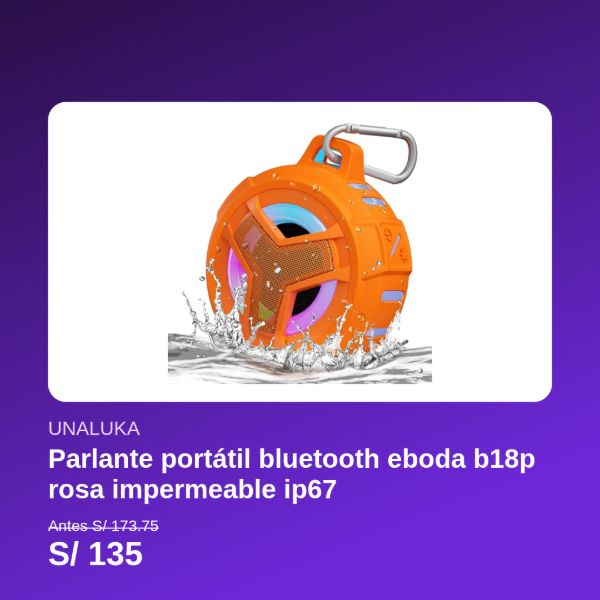 UNALUKA
Parlante portátil bluetooth eboda b18p
rosa impermeable ip67
Antes S/ 173.75
S/ 135